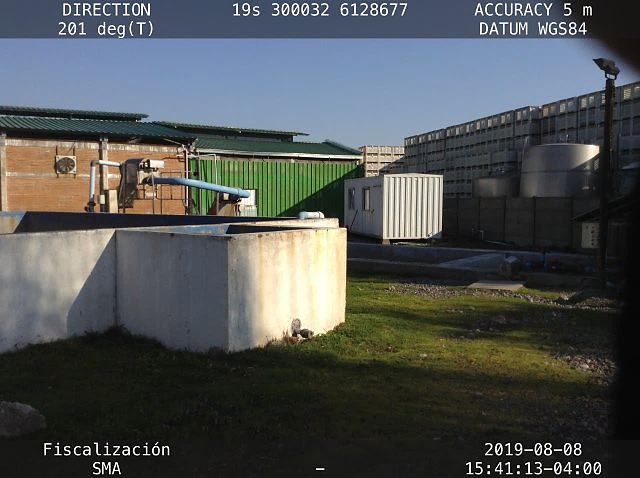 DIRECTION
201 deg(T)
19s 300032 6128677
ACCURACY 5 m
DATUM WGS84
Fiscalización
SMA
–
2019-08-08
15:41:13-04:00